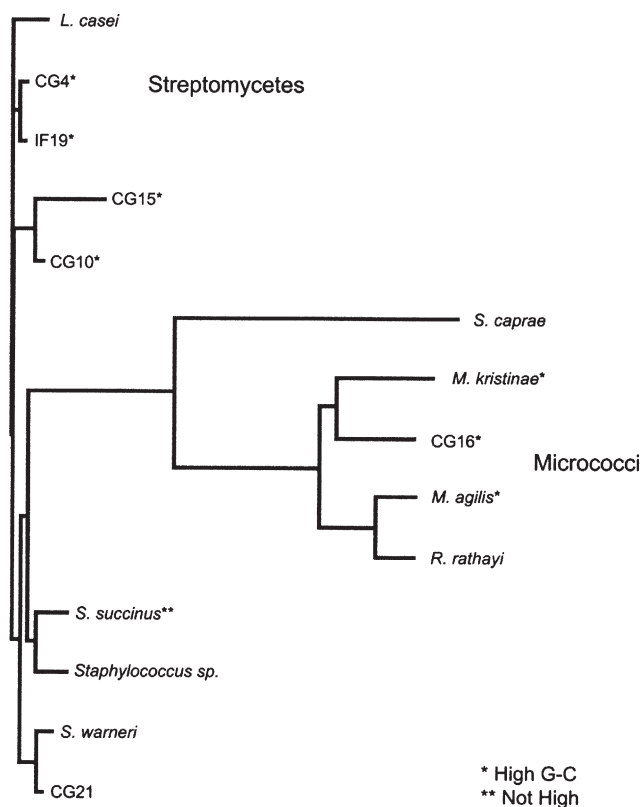 L. casei
CG4*
Streptomycetes
IF19*
CG15*
CG10*
S. caprae
M. kristinae*
CG16*
Micrococci
M. agilis*
R. rathayi
S. succinus**
Staphylococcus sp.
S. warneri
* High G-C
CG21
** Not High